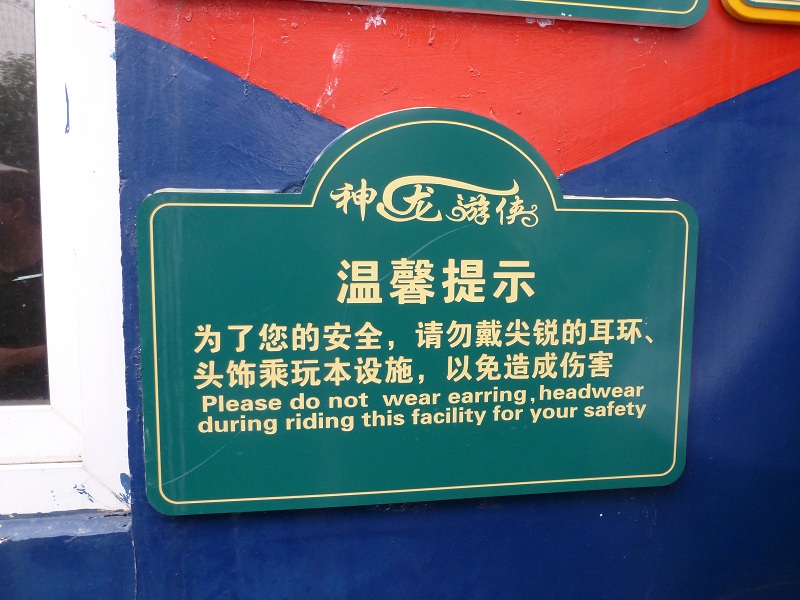 神龙游侠
温馨提示
为了您的安全，请勿戴尖锐的耳环、
头饰乘玩本设施，以免造成伤害
Please do not wear earring, headwear
during riding this facility for your safety